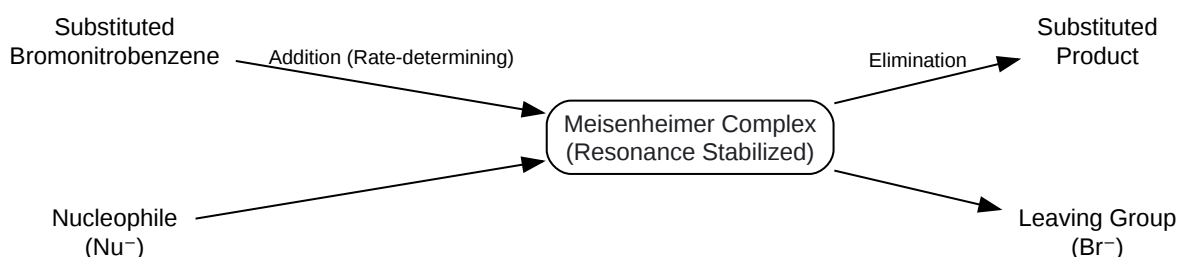 Substituted
Bromonitrobenzene
Addition (Rate-determining)
Elimination
Substituted
Product
Meisenheimer Complex
(Resonance Stabilized)
Nucleophile
(Nu⁻)
Leaving Group
(Br⁻)